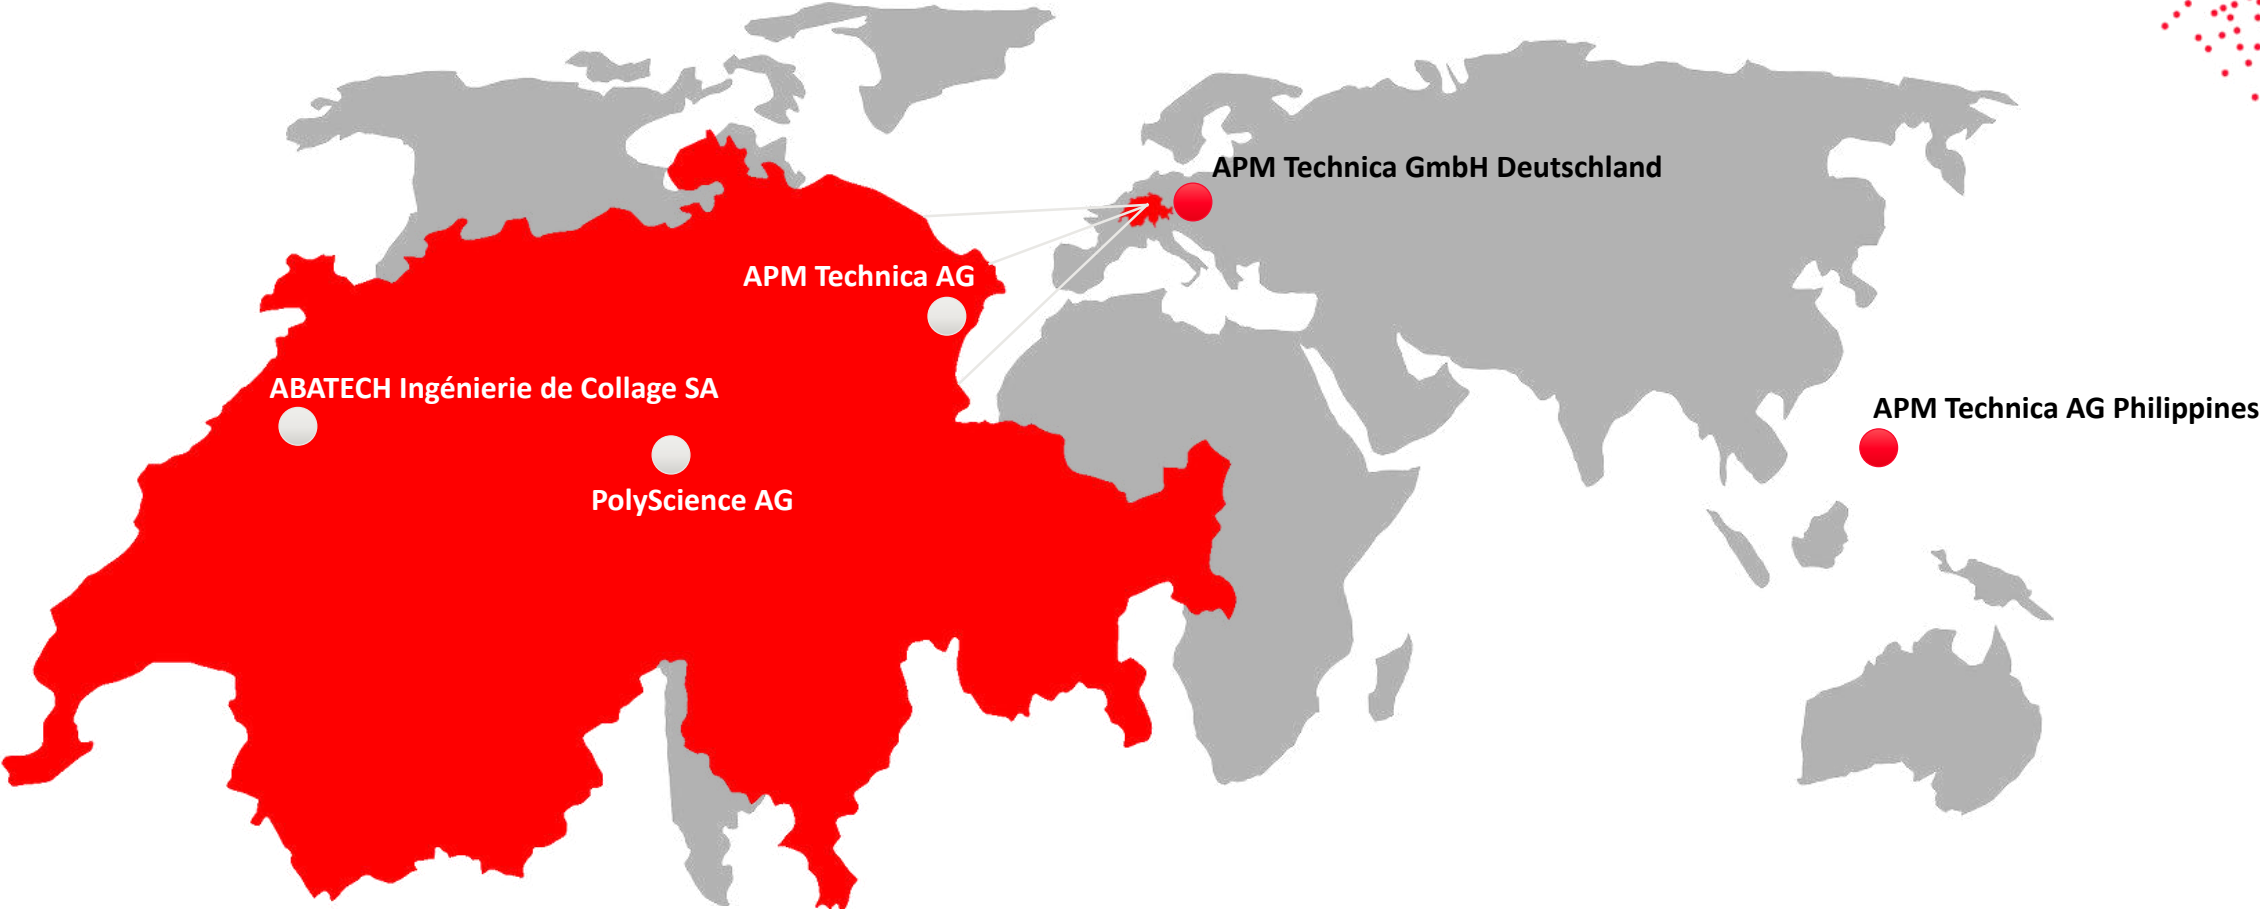 APM Technica GmbH Deutschland
APM Technica AG
ABATECH Ingénierie de Collage SA
APM Technica AG Philippines
PolyScience AG